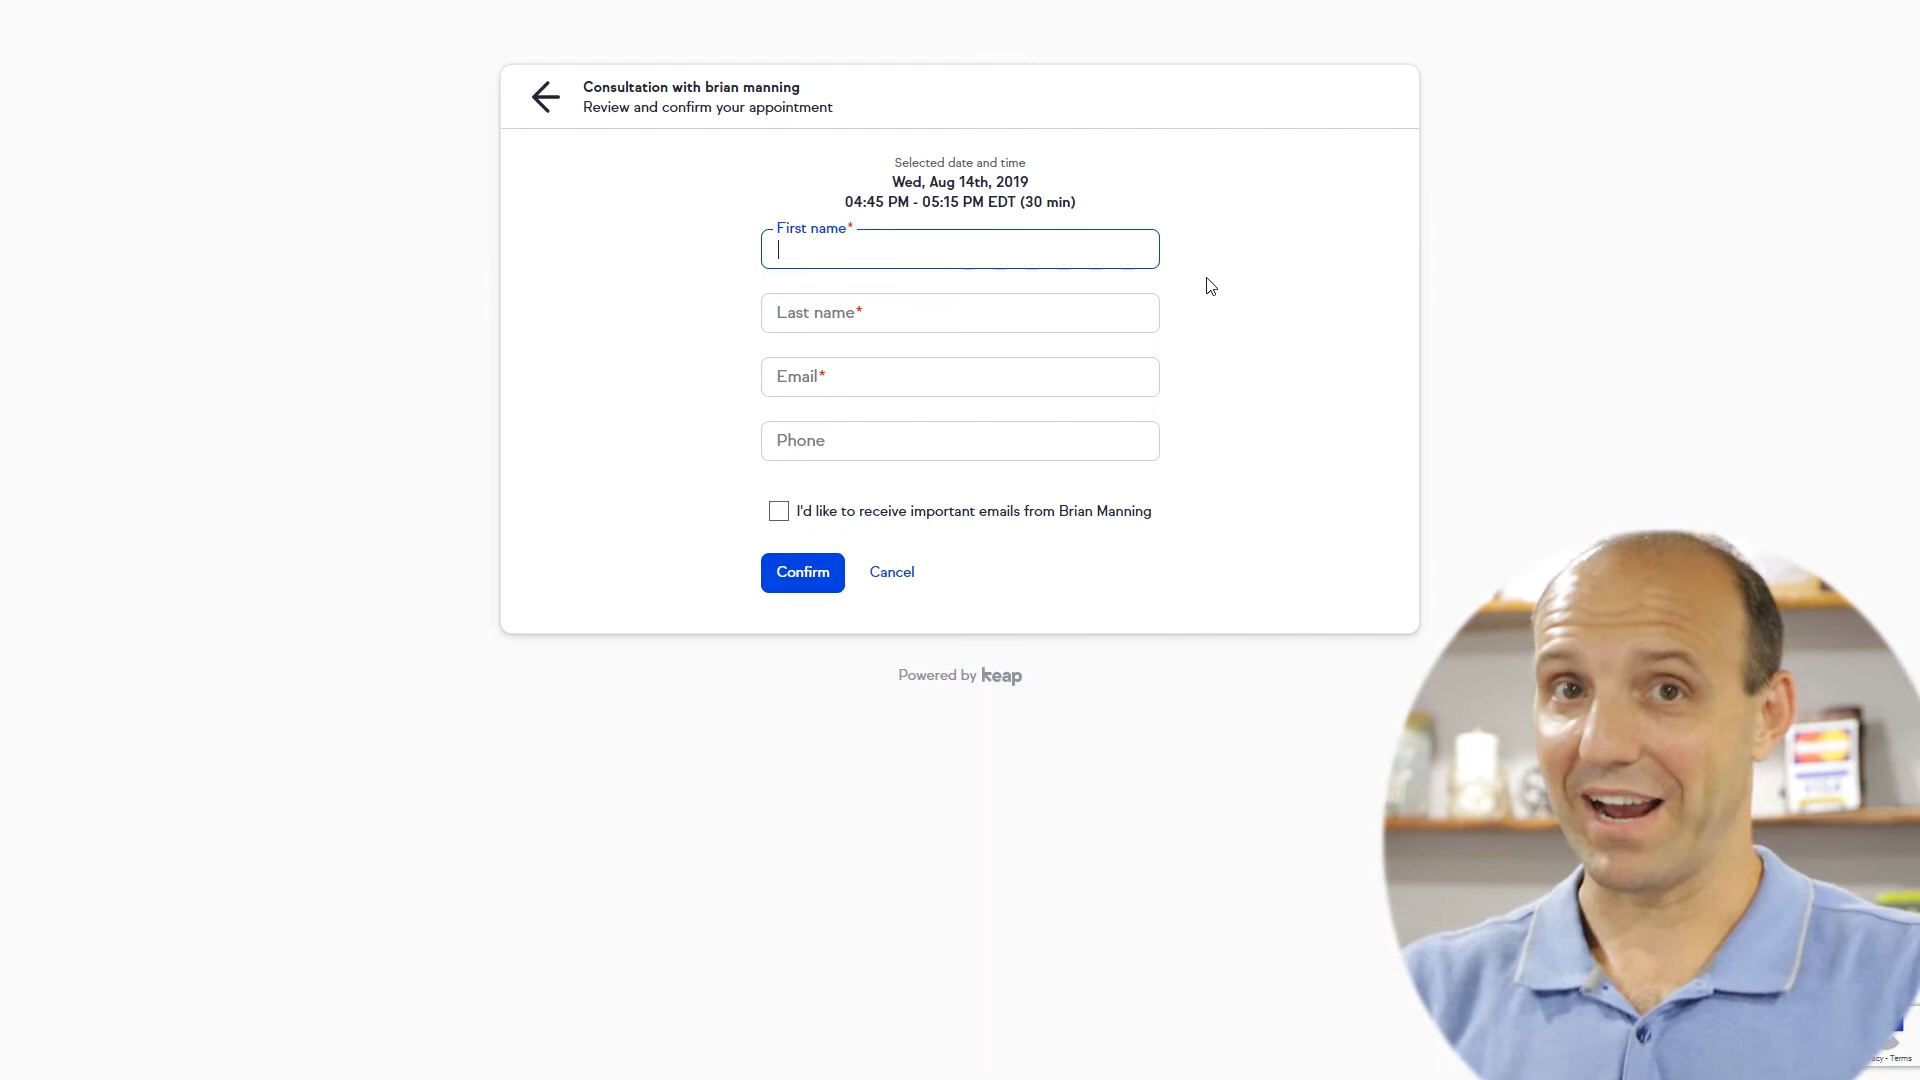 Consultation with brian manning
Review and confirm your appointment
Selected date and time
Wed, Aug 14th, 2019
04:45 PM - 05:15 PM EDT (30 min)
First name*
Last name*
Email*
Phone
I'd like to receive important emails from Brian Manning
Confirm Cancel
Powered by keap
acy - Terms